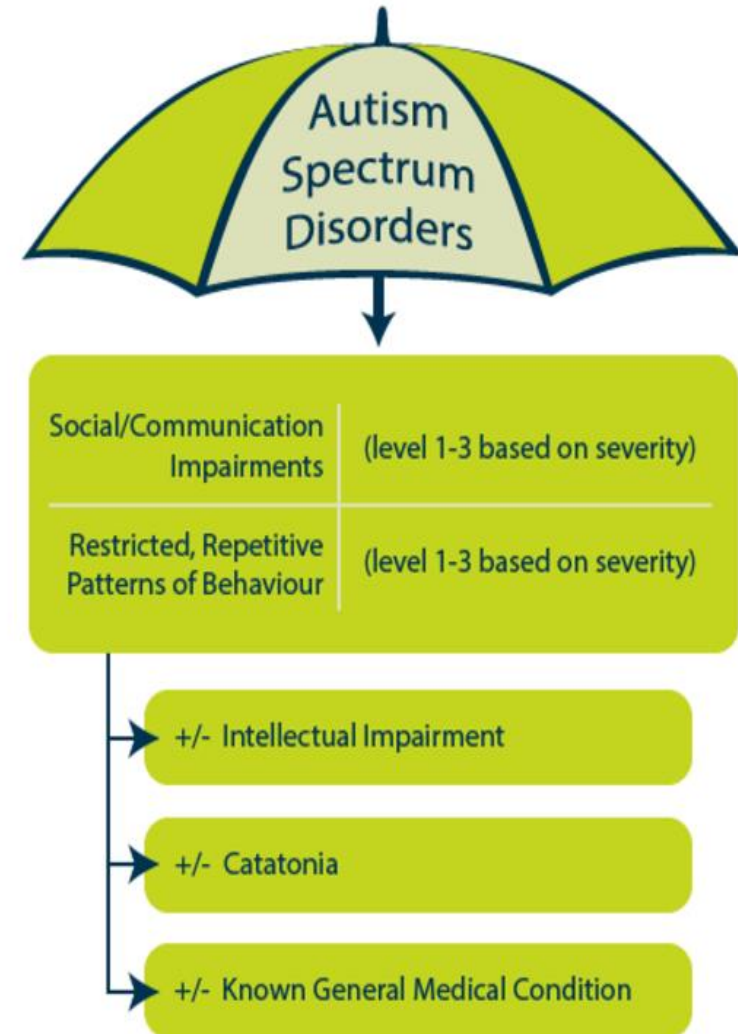 Autism
Spectrum
Disorders
Social/Communication
Impairments
(level 1-3 based on severity)
Restricted, Repetitive
Patterns of Behaviour
(level 1-3 based on severity)
+/- Intellectual Impairment
+/- Catatonia
+/- Known General Medical Condition